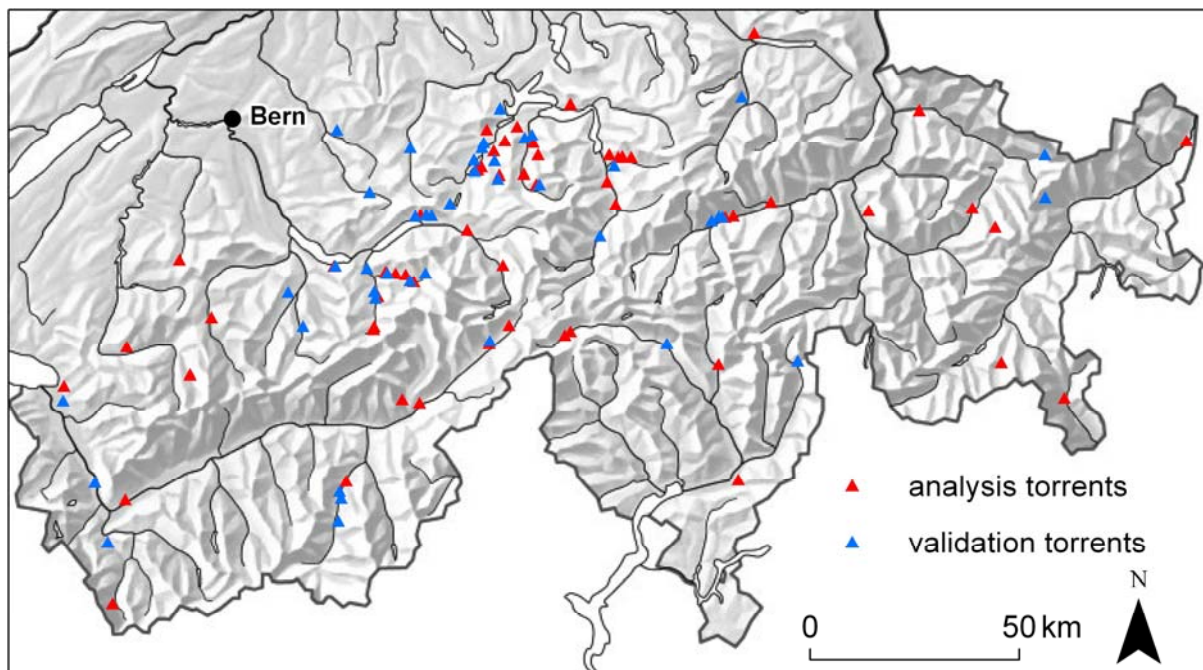 Bern
analysis torrents
validation torrents
N
0 50 km